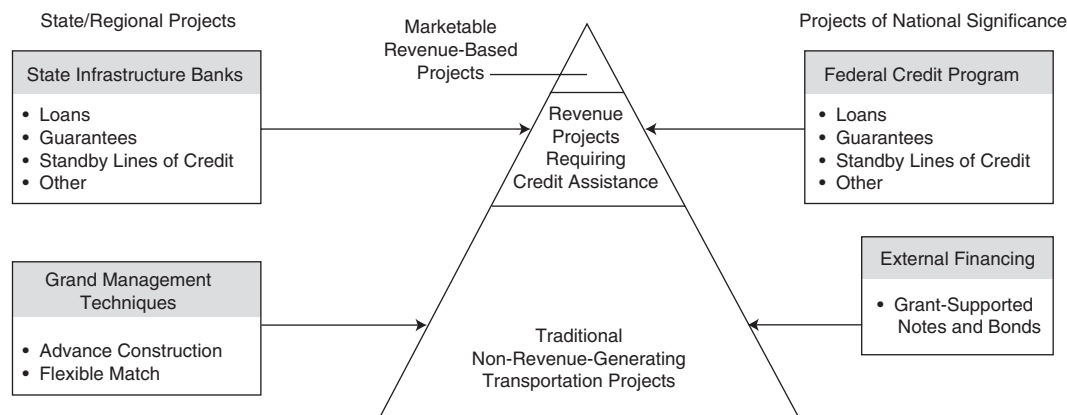 State/Regional Projects
State Infrastructure Banks
• Loans
• Guarantees
• Standby Lines of Credit
• Other
Grand Management
Techniques
• Advance Construction
• Flexible Match
Marketable
Revenue-Based
Projects
Revenue
Projects
Requiring
Credit Assistance
Traditional
Non-Revenue-Generating
Transportation Projects
Projects of National Significance
Federal Credit Program
• Loans
• Guarantees
• Standby Lines of Credit
• Other
External Financing
• Grant-Supported
Notes and Bonds